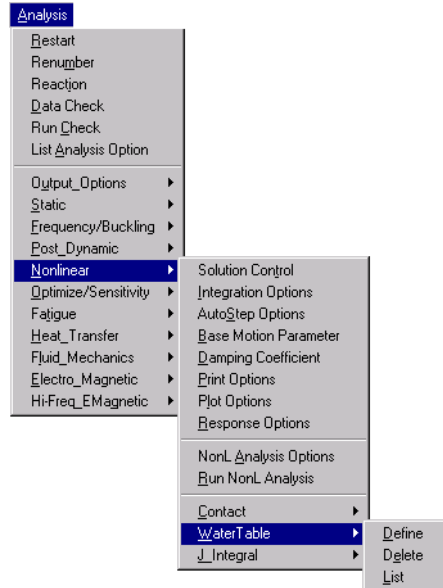 Analysis
Restart
Renumber
Reaction
Data Check
Run Check
List Analysis Option
Output_Options
Static
Frequency/Buckling
Post_Dynamic
Nonlinear
Optimize/Sensitivity
Fatigue
Heat_Transfer
Fluid_Mechanics
Electro_Magnetic
Hi-Freq_EMagnetic
Solution Control
Integration Options
AutoStep Options
Base Motion Parameter
Damping Coefficient
Print Options
Plot Options
Response Options
NonL Analysis Options
Run NonL Analysis
Contact
WaterTable
J_Integral
Define
Delete
List